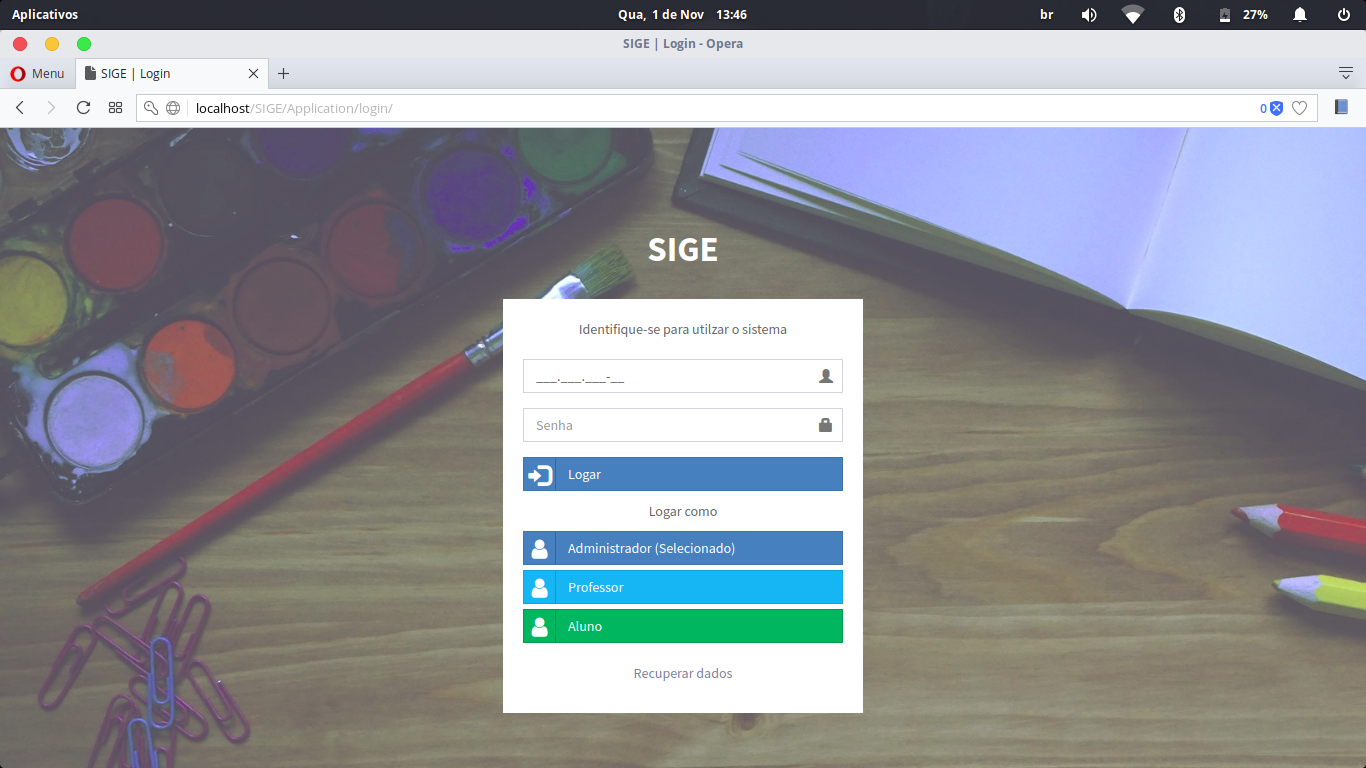 Aplicativos
Qua, 1 de Nov 13:46
br
27%
SIGE | Login - Opera
Menu
SIGE | Login
localhost/SIGE/Application/login/
0
SIGE
Identifique-se para utilzar o sistema
___.___.___-__
Senha
Logar
Logar como
Administrador (Selecionado)
Professor
Aluno
Recuperar dados